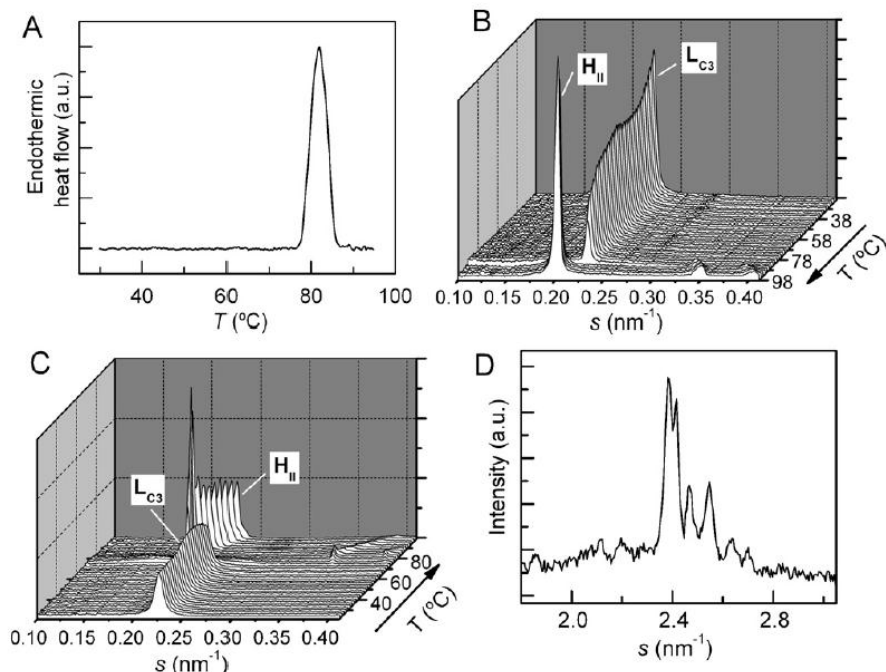 A
Endothermic
heat flow (a.u.)
40 60 80 100
T (ºC)
B
H_II
L_C3
38
58
78
98
T (ºC)
0.10 0.15 0.20 0.25 0.30 0.35 0.40
s (nm⁻¹)
C
L_C3
H_II
80
60
40
T (ºC)
0.10 0.15 0.20 0.25 0.30 0.35 0.40
s (nm⁻¹)
D
Intensity (a.u.)
2.0 2.4 2.8
s (nm⁻¹)